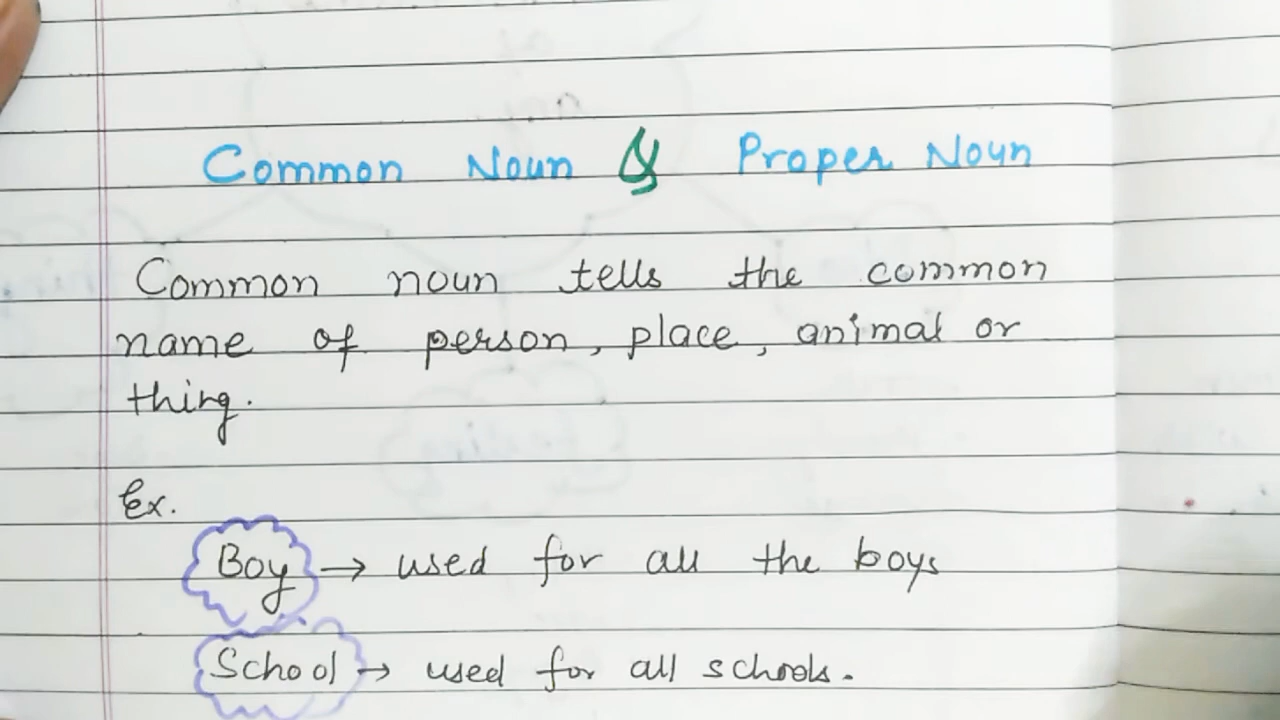 Common Noun & Proper Noun
Common noun tells the common
name of person, place, animal or
thing.
Ex.
Boy → used for all the boys
School → used for all schools.